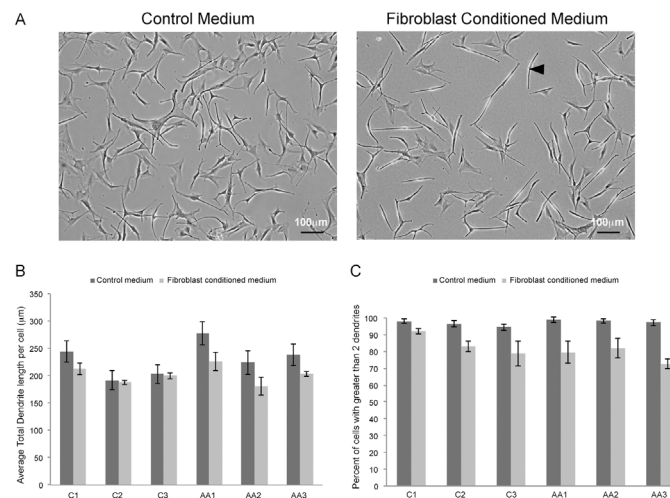 A
Control Medium
Fibroblast Conditioned Medium
100μm
100μm
B
Control medium
Fibroblast conditioned medium
Average Total Dendrite length per cell (μm)
350
300
250
200
150
100
50
0
C1
C2
C3
AA1
AA2
AA3
C
Control medium
Fibroblast conditioned medium
Percent of cells with greater than 2 dendrites
100
90
80
70
60
50
40
30
20
10
0
C1
C2
C3
AA1
AA2
AA3